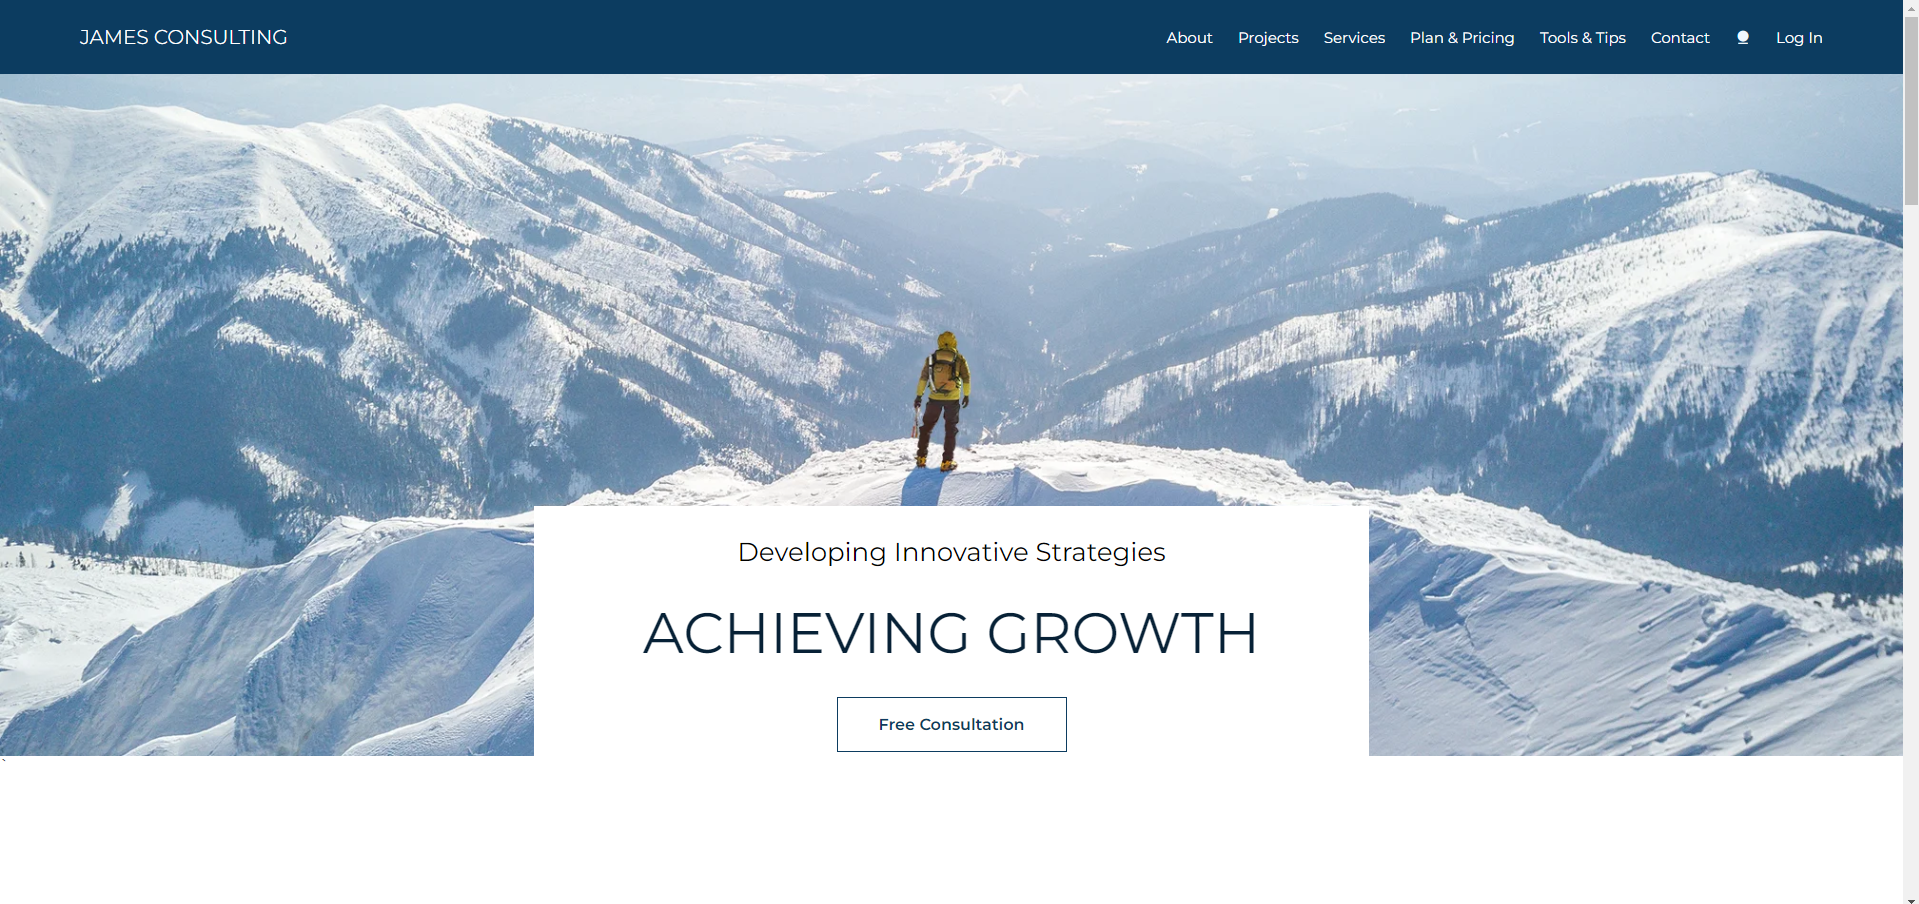 JAMES CONSULTING
About Projects Services Plan & Pricing Tools & Tips Contact Log In
Developing Innovative Strategies
ACHIEVING GROWTH
Free Consultation
`